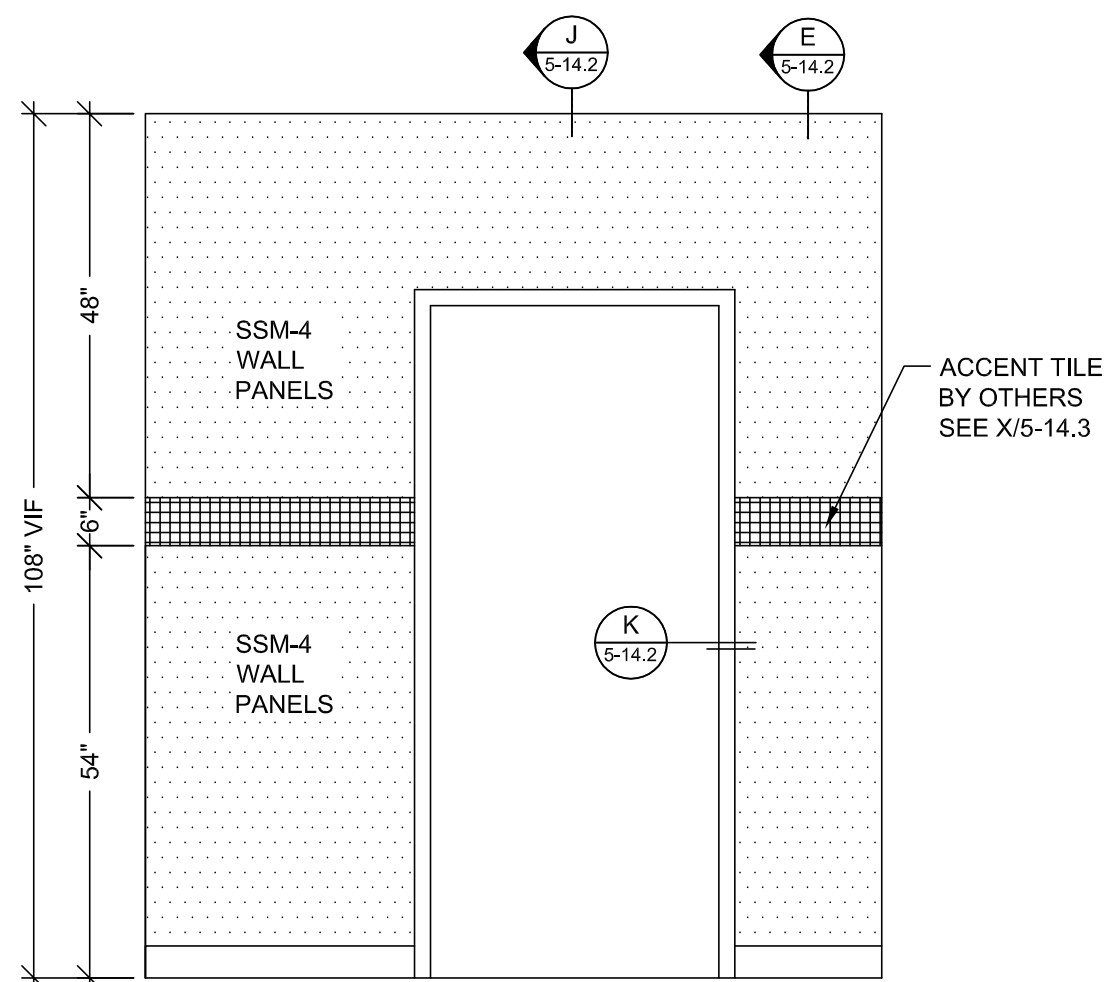 J
5-14.2
E
5-14.2
48"
SSM-4
WALL
PANELS
ACCENT TILE
BY OTHERS
SEE X/5-14.3
6"
108" VIF
K
5-14.2
SSM-4
WALL
PANELS
54"